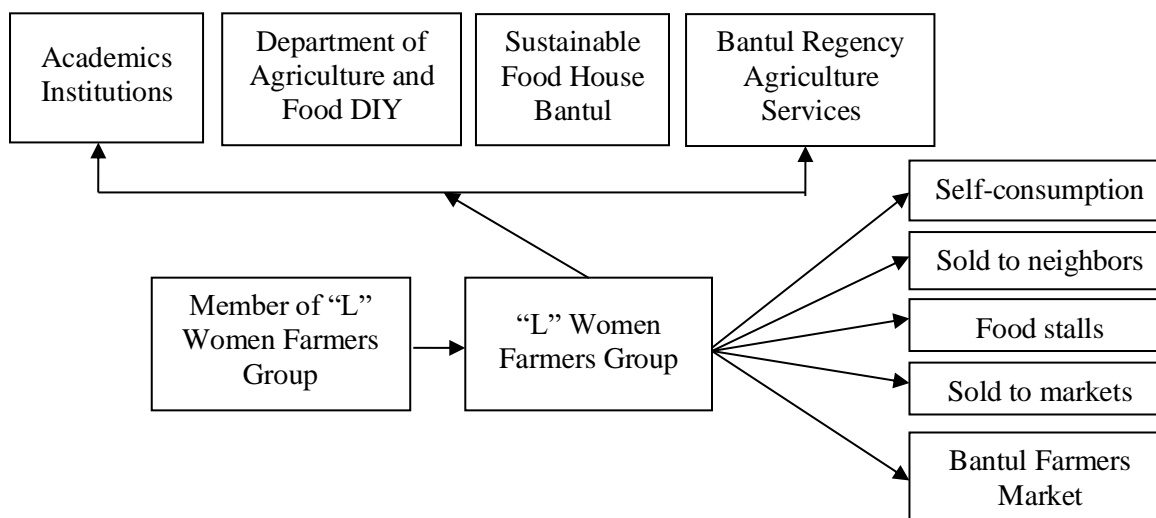 Academics
Institutions
Department of
Agriculture and
Food DIY
Sustainable
Food House
Bantul
Bantul Regency
Agriculture
Services
Self-consumption
Sold to neighbors
Food stalls
Sold to markets
Bantul Farmers
Market
Member of “L”
Women Farmers
Group
“L” Women
Farmers Group